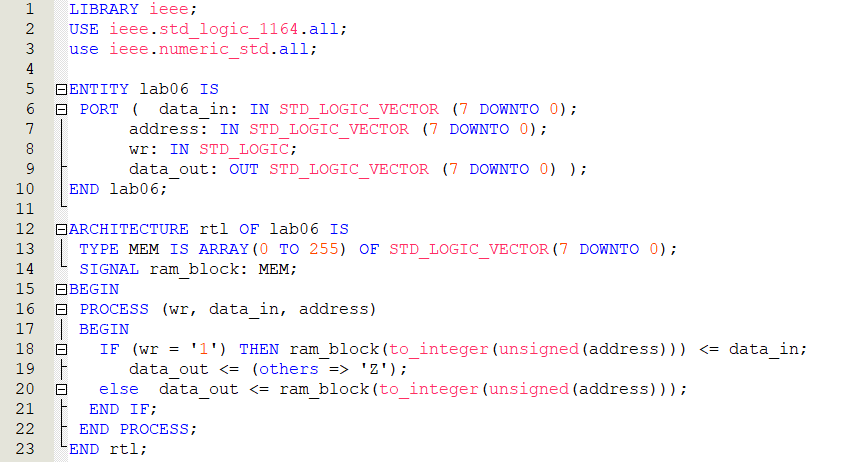 1 LIBRARY ieee;
2 USE ieee.std_logic_1164.all;
3 use ieee.numeric_std.all;
4
5 ENTITY lab06 IS
6 PORT ( data_in: IN STD_LOGIC_VECTOR (7 DOWNTO 0);
7 address: IN STD_LOGIC_VECTOR (7 DOWNTO 0);
8 wr: IN STD_LOGIC;
9 data_out: OUT STD_LOGIC_VECTOR (7 DOWNTO 0) );
10 END lab06;
11
12 ARCHITECTURE rtl OF lab06 IS
13 TYPE MEM IS ARRAY(0 TO 255) OF STD_LOGIC_VECTOR(7 DOWNTO 0);
14 SIGNAL ram_block: MEM;
15 BEGIN
16 PROCESS (wr, data_in, address)
17 BEGIN
18 IF (wr = '1') THEN ram_block(to_integer(unsigned(address))) <= data_in;
19 data_out <= (others => 'Z');
20 else data_out <= ram_block(to_integer(unsigned(address)));
21 END IF;
22 END PROCESS;
23 END rtl;